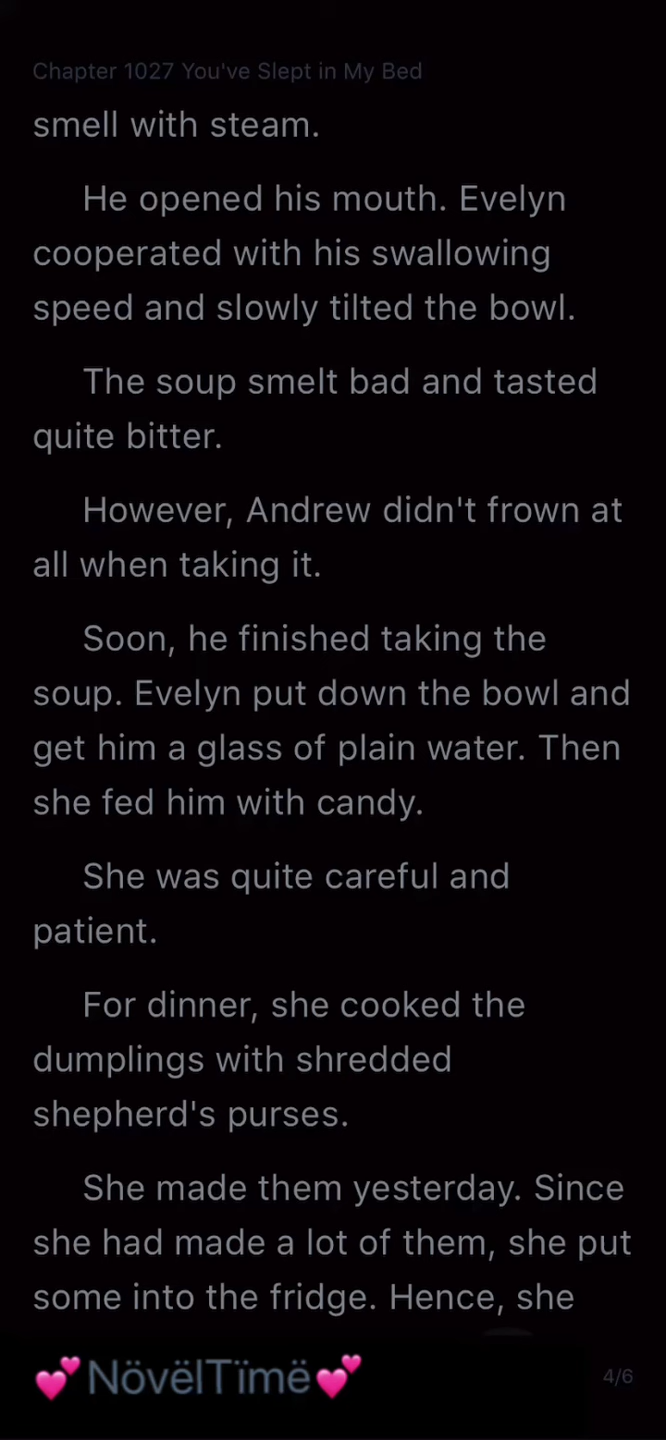 Chapter 1027 You've Slept in My Bed
smell with steam.
He opened his mouth. Evelyn
cooperated with his swallowing
speed and slowly tilted the bowl.
The soup smelt bad and tasted
quite bitter.
However, Andrew didn't frown at
all when taking it.
Soon, he finished taking the
soup. Evelyn put down the bowl and
get him a glass of plain water. Then
she fed him with candy.
She was quite careful and
patient.
For dinner, she cooked the
dumplings with shredded
shepherd's purses.
She made them yesterday. Since
she had made a lot of them, she put
some into the fridge. Hence, she
💕NövëlTïmë💕
4/6